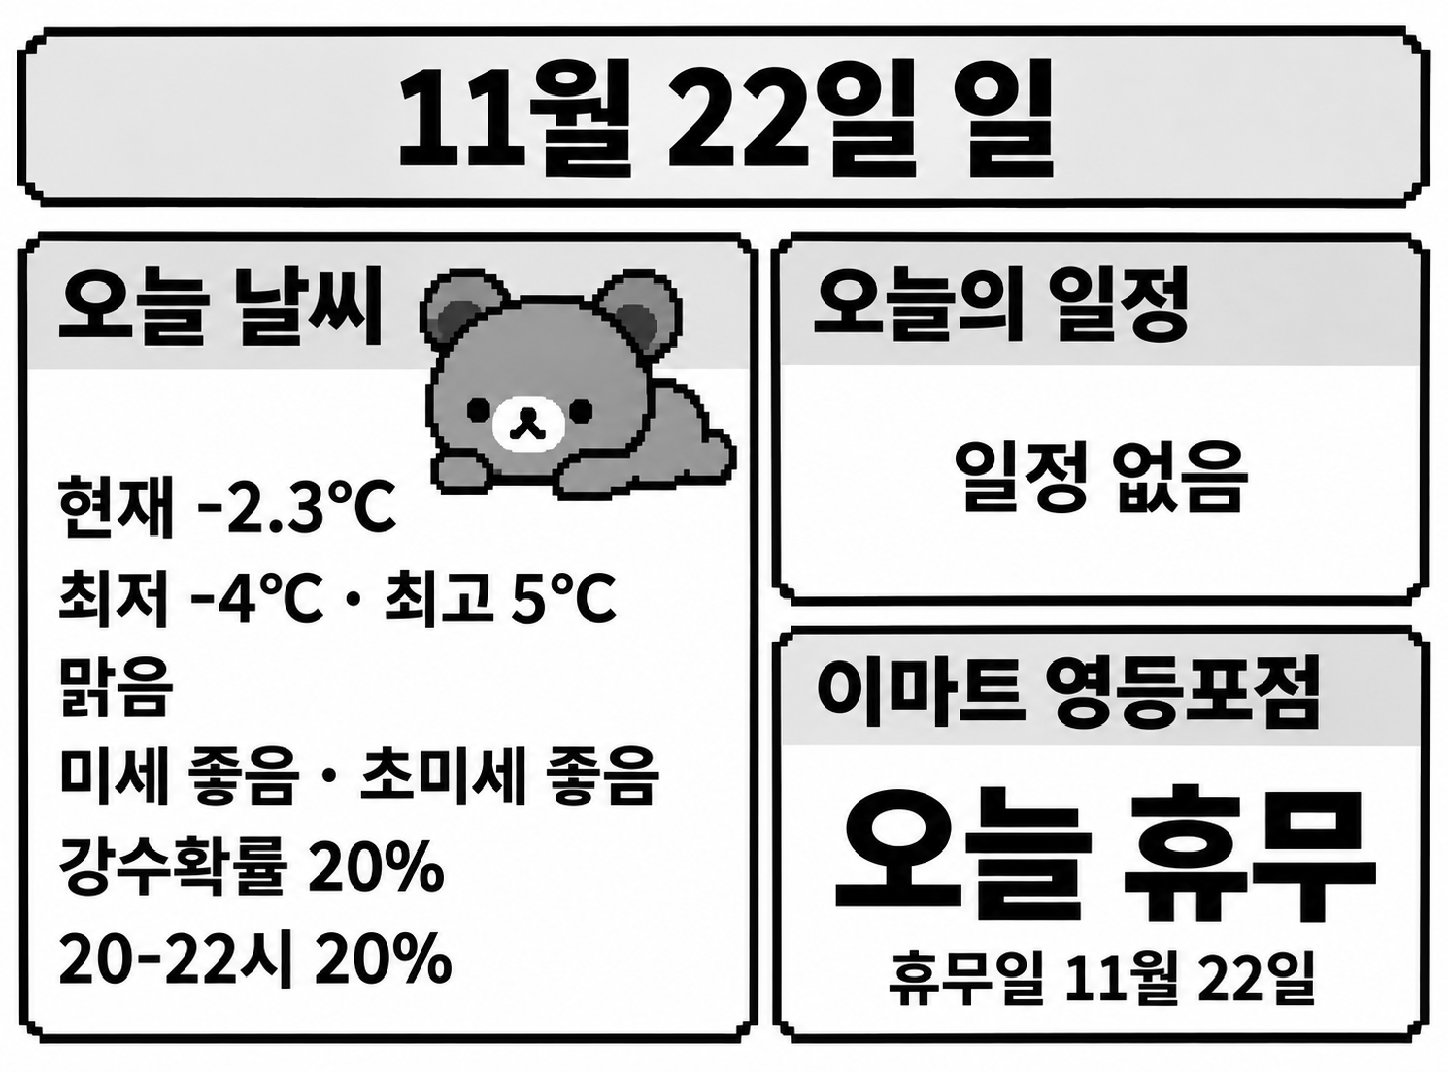 11월 22일 일
오늘 날씨
현재 -2.3°C
최저 -4°C · 최고 5°C
맑음
미세 좋음 · 초미세 좋음
강수확률 20%
20-22시 20%
오늘의 일정
일정 없음
이마트 영등포점
오늘 휴무
휴무일 11월 22일